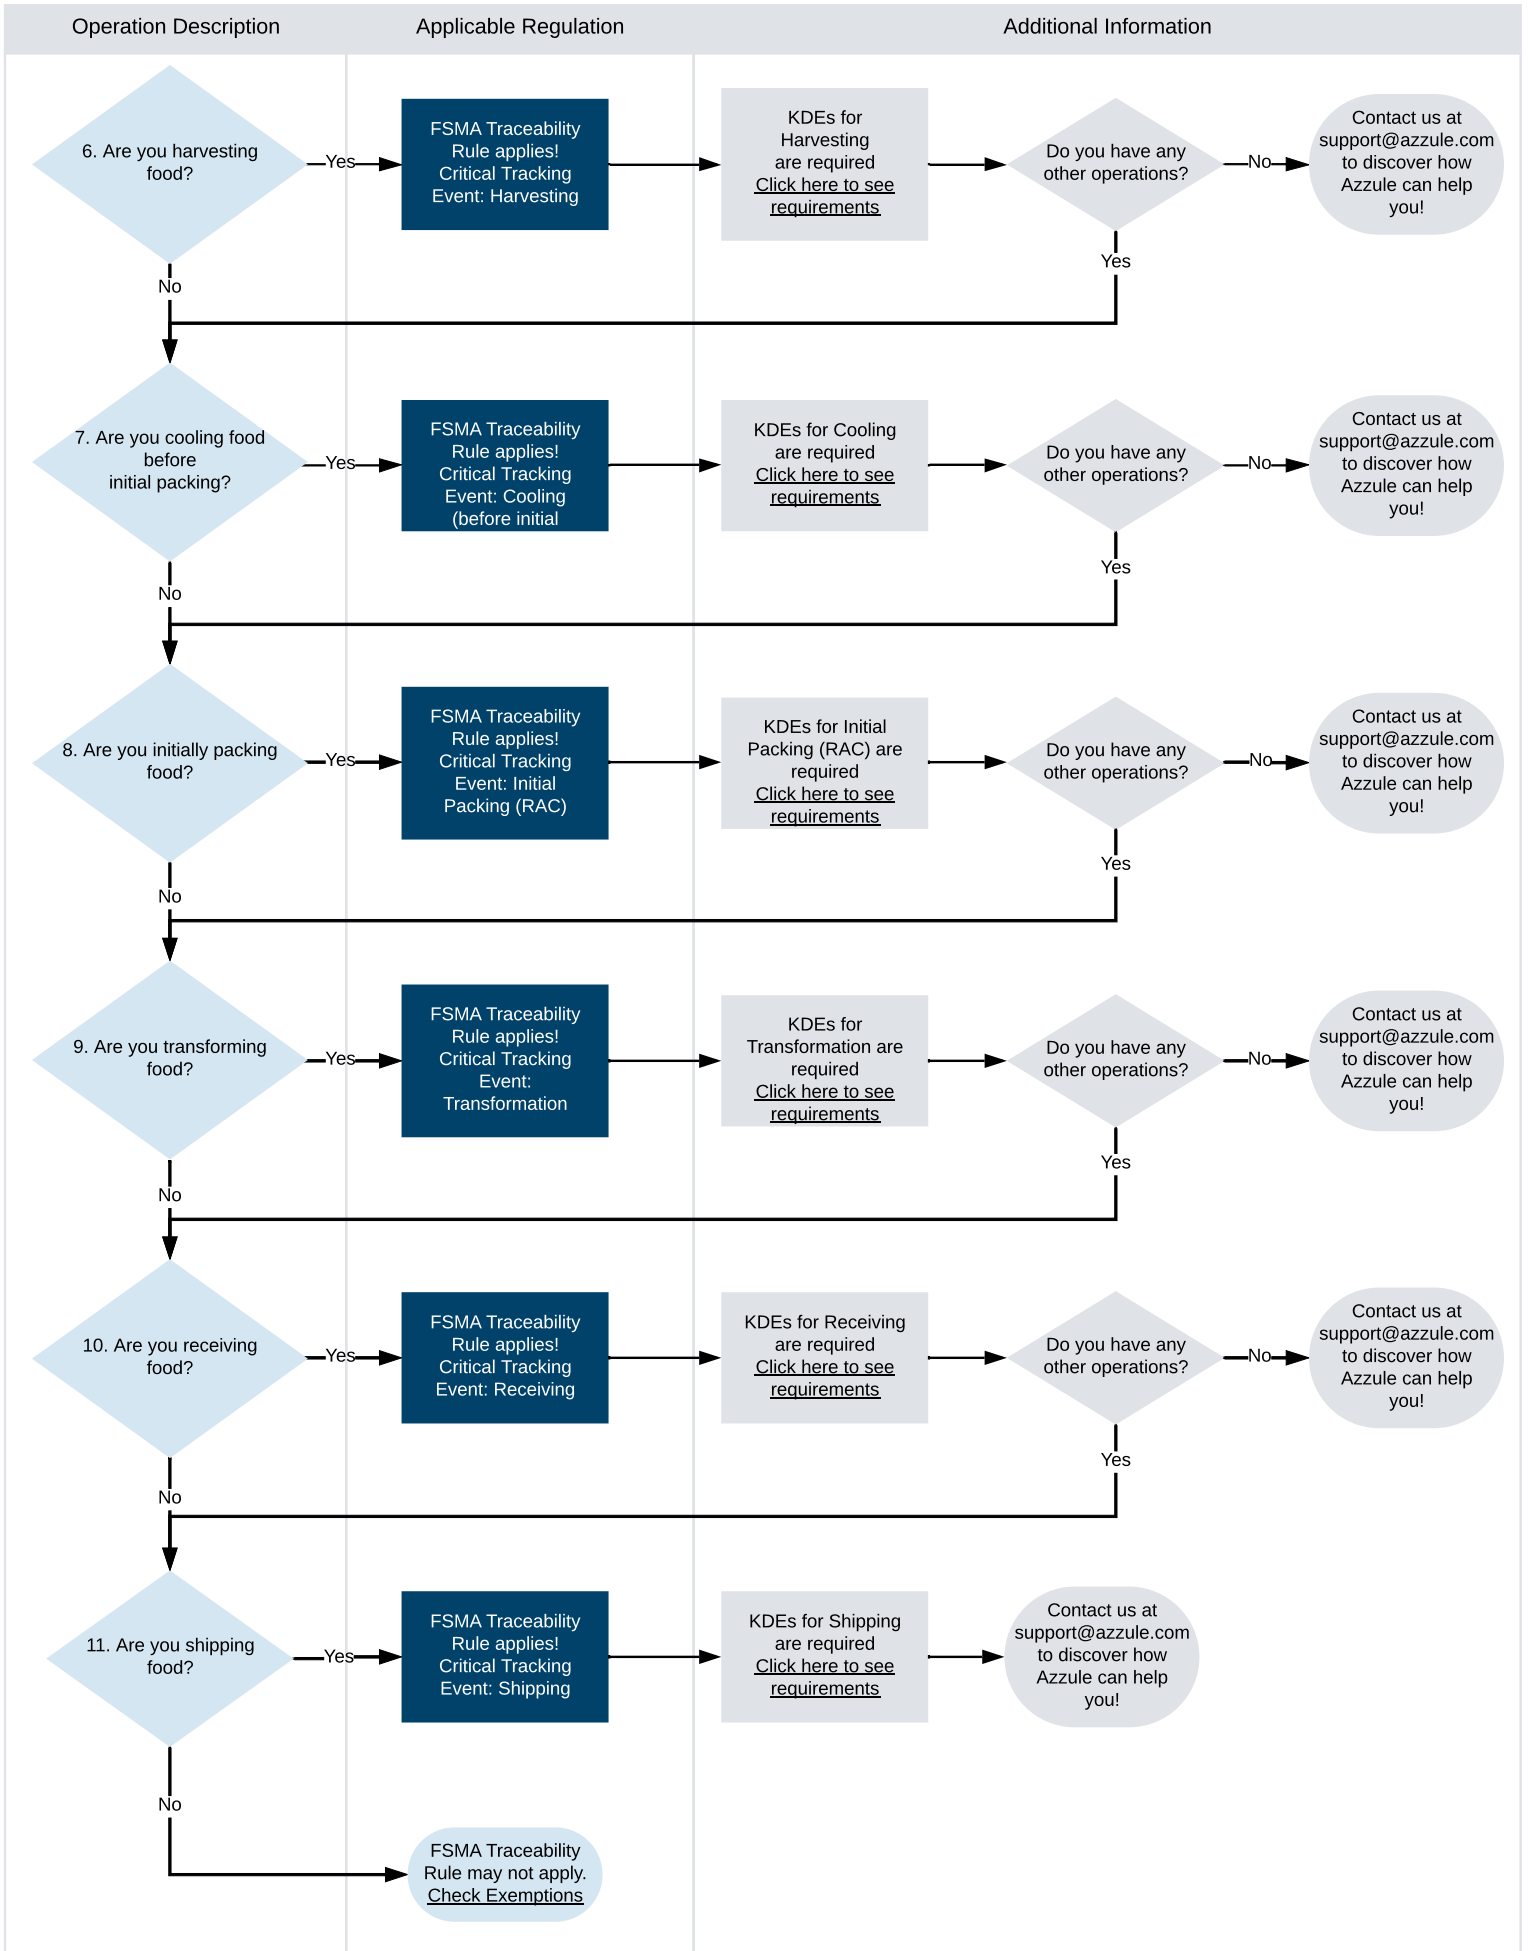 Operation Description
Applicable Regulation
Additional Information
6. Are you harvesting
food?
Yes
FSMA Traceability
Rule applies!
Critical Tracking
Event: Harvesting
KDEs for
Harvesting
are required
Click here to see
requirements
Do you have any
other operations?
No
Contact us at
support@azzule.com
to discover how
Azzule can help
you!
Yes
No
7. Are you cooling food
before
initial packing?
Yes
FSMA Traceability
Rule applies!
Critical Tracking
Event: Cooling
(before initial
KDEs for Cooling
are required
Click here to see
requirements
Do you have any
other operations?
No
Contact us at
support@azzule.com
to discover how
Azzule can help
you!
Yes
No
8. Are you initially packing
food?
Yes
FSMA Traceability
Rule applies!
Critical Tracking
Event: Initial
Packing (RAC)
KDEs for Initial
Packing (RAC) are
required
Click here to see
requirements
Do you have any
other operations?
No
Contact us at
support@azzule.com
to discover how
Azzule can help
you!
Yes
No
9. Are you transforming
food?
Yes
FSMA Traceability
Rule applies!
Critical Tracking
Event:
Transformation
KDEs for
Transformation are
required
Click here to see
requirements
Do you have any
other operations?
No
Contact us at
support@azzule.com
to discover how
Azzule can help
you!
Yes
No
10. Are you receiving
food?
Yes
FSMA Traceability
Rule applies!
Critical Tracking
Event: Receiving
KDEs for Receiving
are required
Click here to see
requirements
Do you have any
other operations?
No
Contact us at
support@azzule.com
to discover how
Azzule can help
you!
Yes
No
11. Are you shipping
food?
Yes
FSMA Traceability
Rule applies!
Critical Tracking
Event: Shipping
KDEs for Shipping
are required
Click here to see
requirements
Contact us at
support@azzule.com
to discover how
Azzule can help
you!
No
FSMA Traceability
Rule may not apply.
Check Exemptions